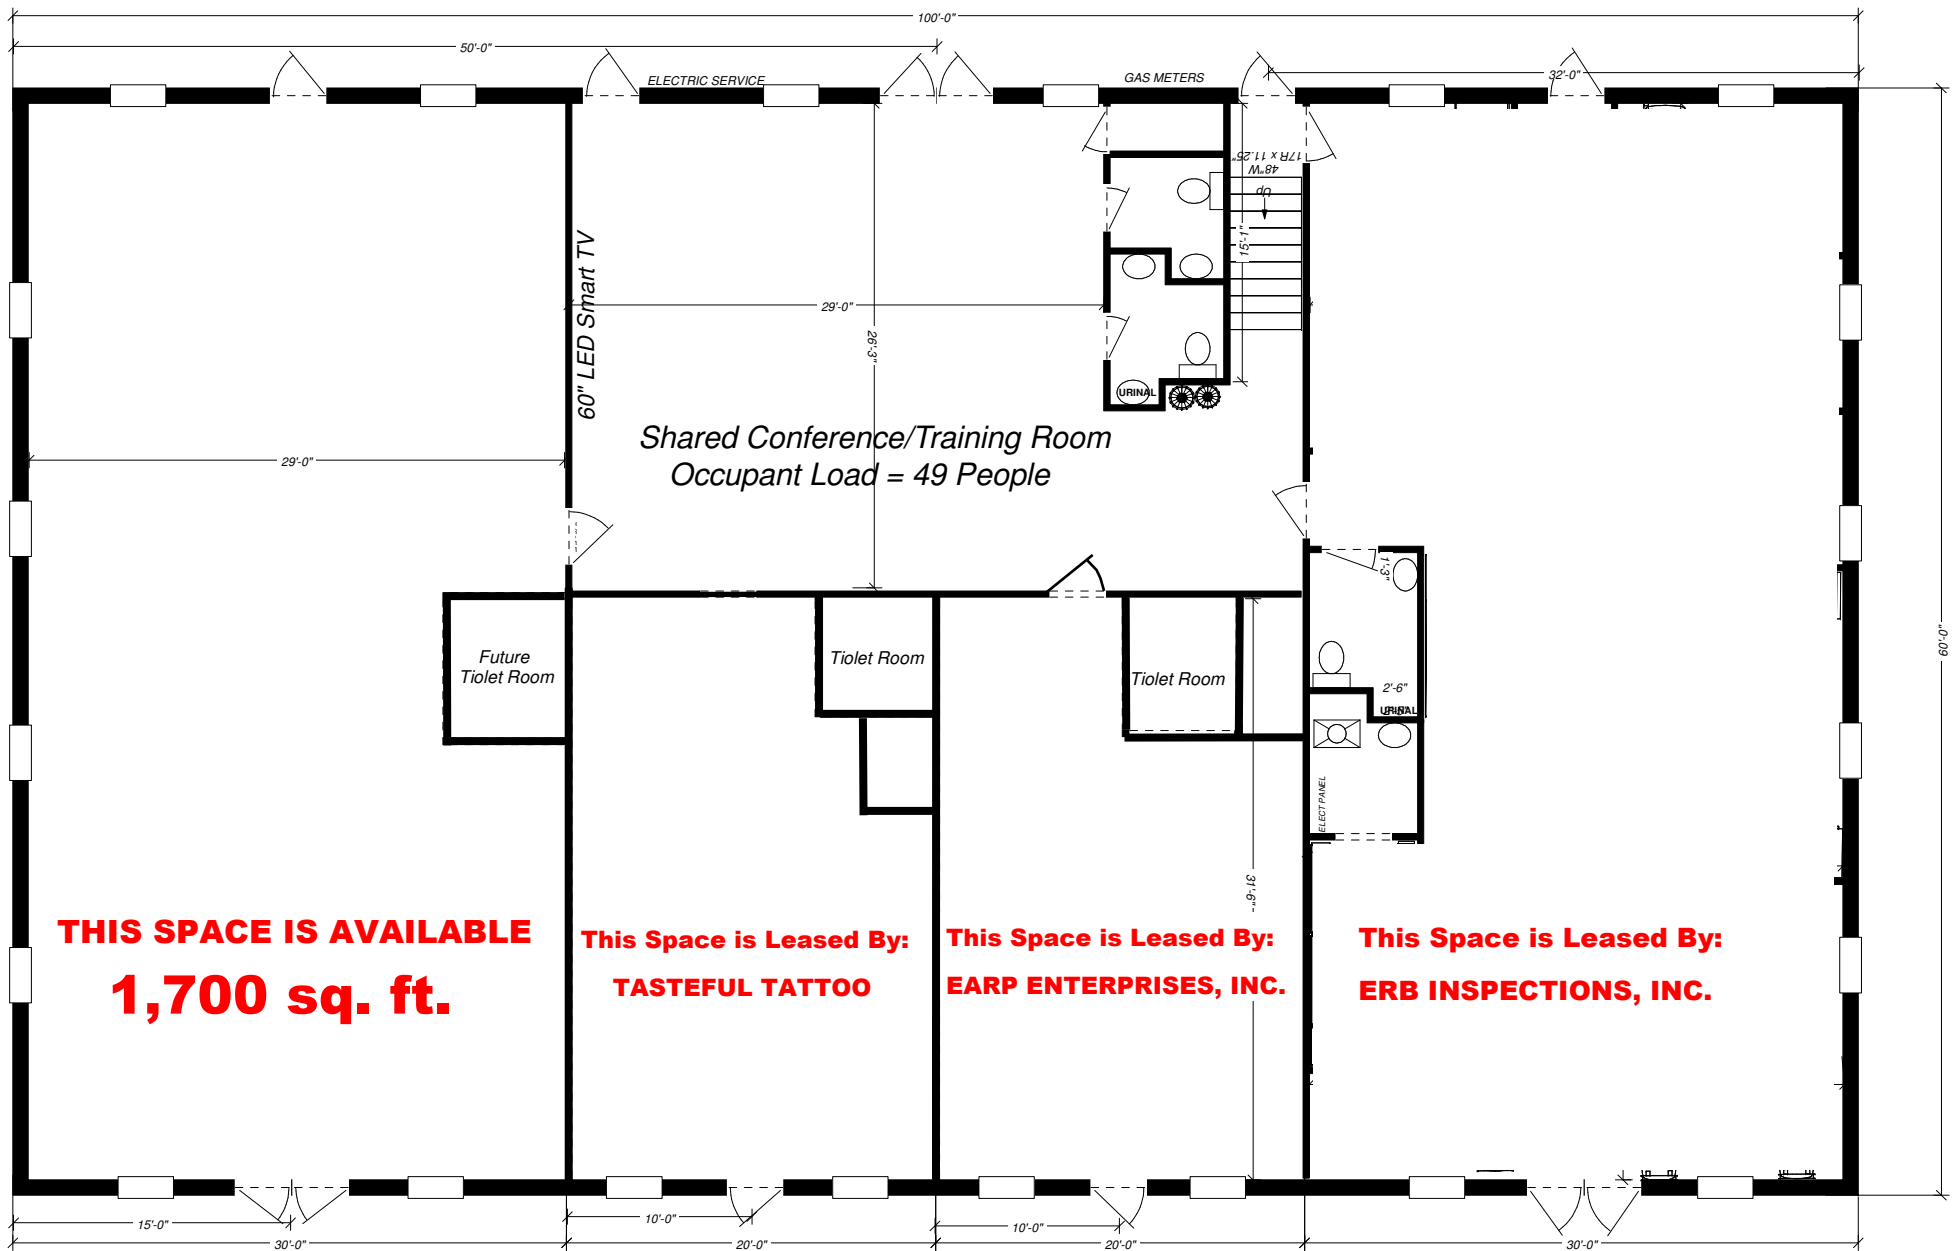 100'-0"
50'-0"
32'-0"
ELECTRIC SERVICE
GAS METERS
17R x 11.25"
48"W
Up
15'-1"
60" LED Smart TV
29'-0"
26'-3"
URINAL
Shared Conference/Training Room
Occupant Load = 49 People
29'-0"
1'-3"
60'-0"
Future
Tiolet Room
Tiolet Room
Tiolet Room
2'-6"
URINAL
ELECT PANEL
31'-6"
THIS SPACE IS AVAILABLE
1,700 sq. ft.
This Space is Leased By:
TASTEFUL TATTOO
This Space is Leased By:
EARP ENTERPRISES, INC.
This Space is Leased By:
ERB INSPECTIONS, INC.
15'-0"
10'-0"
10'-0"
30'-0"
20'-0"
20'-0"
30'-0"